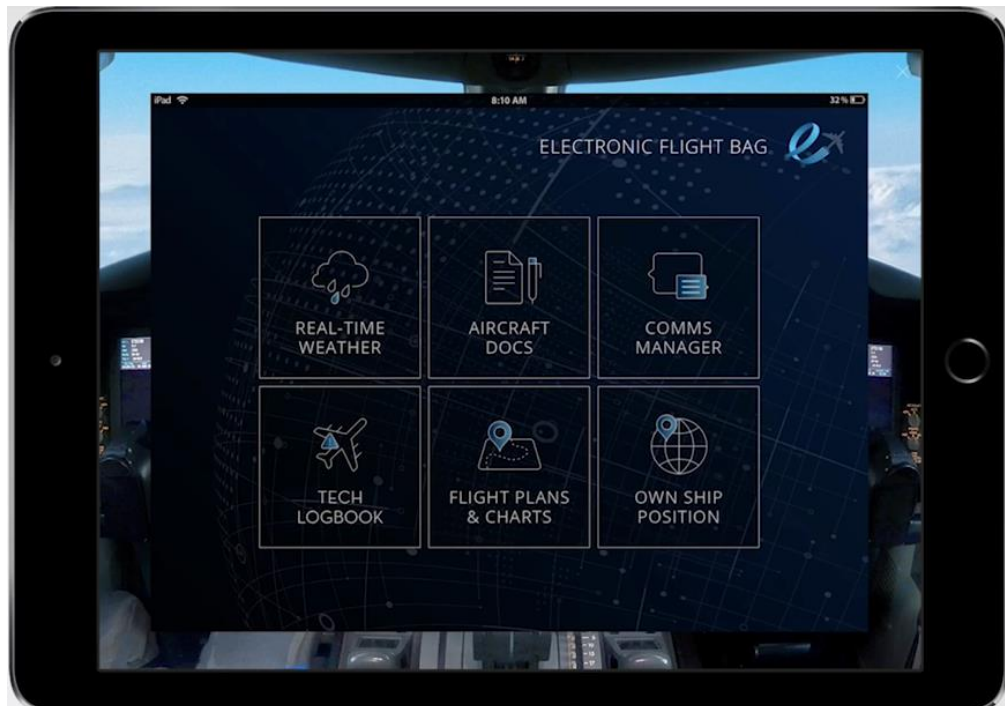 iPad 8:10 AM 32%
ELECTRONIC FLIGHT BAG
REAL-TIME
WEATHER
AIRCRAFT
DOCS
COMMS
MANAGER
TECH
LOGBOOK
FLIGHT PLANS
& CHARTS
OWN SHIP
POSITION